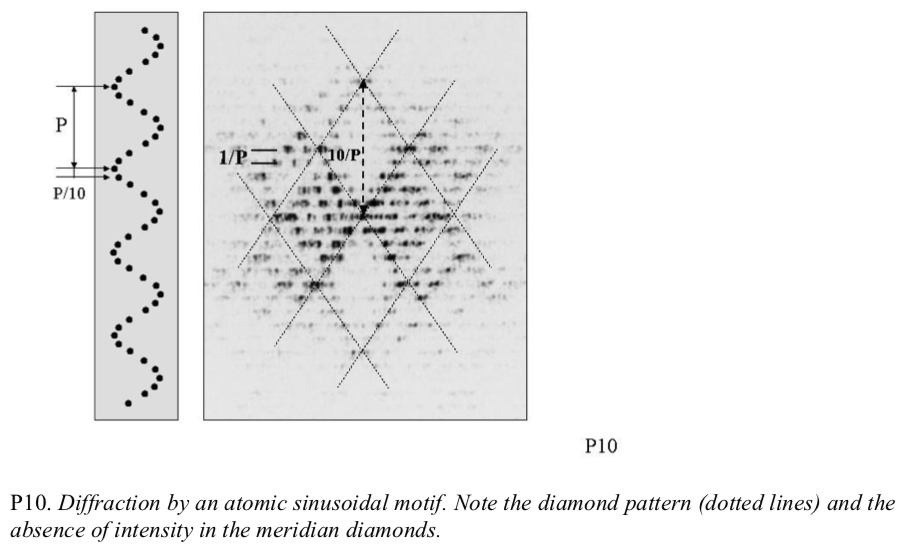 P
P/10
1/P
10/P
P10
P10. Diffraction by an atomic sinusoidal motif. Note the diamond pattern (dotted lines) and the
absence of intensity in the meridian diamonds.